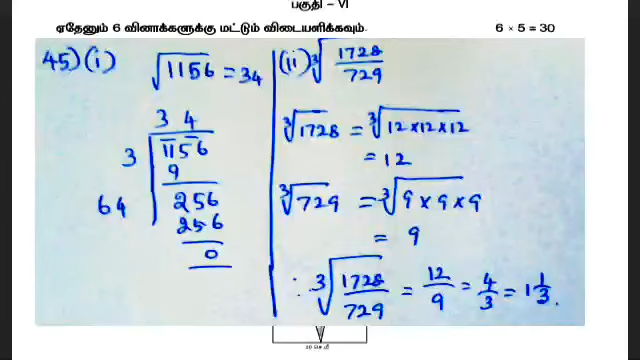 பகுதி – VI
ஏதேனும் 6 வினாக்களுக்கு மட்டும் விடையளிக்கவும். 6 × 5 = 30
45) (i) √1156 = 34
3 4
3 1156
9
64 256
256
0
(ii) ∛(1728/729)
∛1728 = ∛(12×12×12)
= 12
∛729 = ∛(9×9×9)
= 9
∴ ∛(1728/729) = 12/9 = 4/3 = 1 1/3.
10 செ.மீ